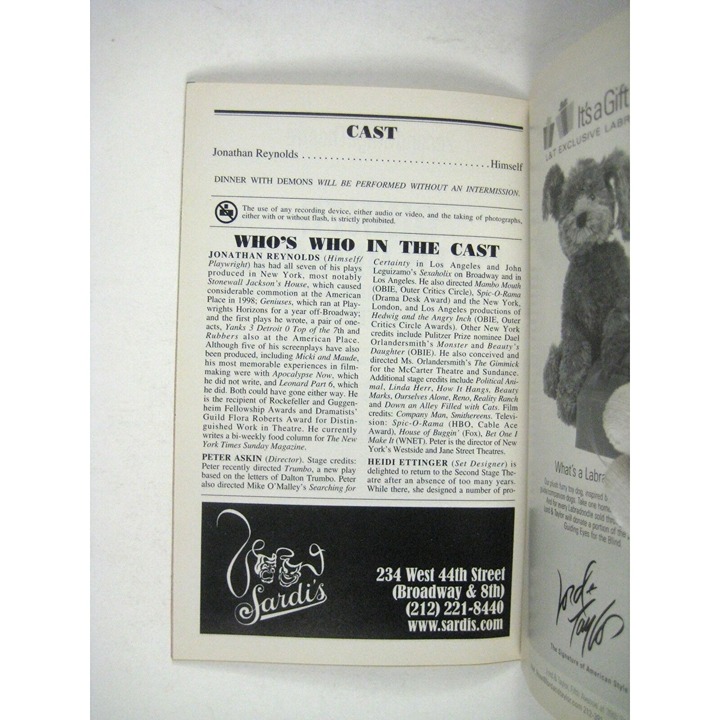 CAST
Jonathan Reynolds ................................Himself
DINNER WITH DEMONS WILL BE PERFORMED WITHOUT AN INTERMISSION.
The use of any recording device, either audio or video, and the taking of photographs,
either with or without flash, is strictly prohibited.
WHO'S WHO IN THE CAST
JONATHAN REYNOLDS (Himself/
Playwright) has had all seven of his plays
produced in New York, most notably
Stonewall Jackson's House, which caused
considerable commotion at the American
Place in 1998; Geniuses, which ran at Play-
wrights Horizons for a year off-Broadway;
and the first plays he wrote, a pair of one-
acts, Yanks 3 Detroit 0 Top of the 7th and
Rubbers also at the American Place.
Although five of his screenplays have also
been produced, including Micki and Maude,
his most memorable experiences in film-
making were with Apocalypse Now, which
he did not write, and Leonard Part 6, which
he did. Both could have gone either way. He
is the recipient of Rockefeller and Guggen-
heim Fellowship Awards and Dramatists'
Guild Flora Roberts Award for Distin-
guished Work in Theatre. He currently
writes a bi-weekly food column for The New
York Times Sunday Magazine.
PETER ASKIN (Director). Stage credits:
Peter recently directed Trumbo, a new play
based on the letters of Dalton Trumbo. Peter
also directed Mike O'Malley's Searching for
Certainty in Los Angeles and John
Leguizamo's Sexaholix on Broadway and in
Los Angeles. He also directed Mambo Mouth
(OBIE, Outer Critics Circle), Spic-O-Rama
(Drama Desk Award) and the New York,
London, and Los Angeles productions of
Hedwig and the Angry Inch (OBIE, Outer
Critics Circle Awards). Other New York
credits include Pulitzer Prize nominee Dael
Orlandersmith's Monster and Beauty's
Daughter (OBIE). He also conceived and
directed Ms. Orlandersmith's The Gimmick
for the McCarter Theatre and Sundance.
Additional stage credits include Political Ani-
mal, Linda Herr, How It Hangs, Beauty
Marks, Ourselves Alone, Reno, Reality Ranch
and Down an Alley Filled with Cats. Film
credits: Company Man, Smithereens. Televi-
sion: Spic-O-Rama (HBO, Cable Ace
Award), House of Buggin' (Fox), Bet One I
Make It (WNET). Peter is the director of New
York's Westside and Jane Street Theatres.
HEIDI ETTINGER (Set Designer) is
delighted to return to the Second Stage The-
atre after an absence of too many years.
While there, she designed a number of pro-
Sardi's
234 West 44th Street
(Broadway & 8th)
(212) 221-8440
www.sardis.com
It's a Gift
L&T EXCLUSIVE LABR
What's a Labra
Guiding Eyes for the Blind.
Lord & Taylor
The Signature of American Style